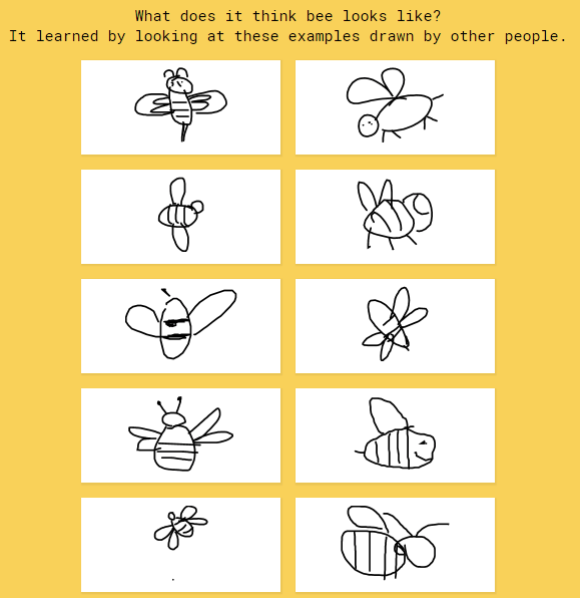 What does it think bee looks like?
It learned by looking at these examples drawn by other people.